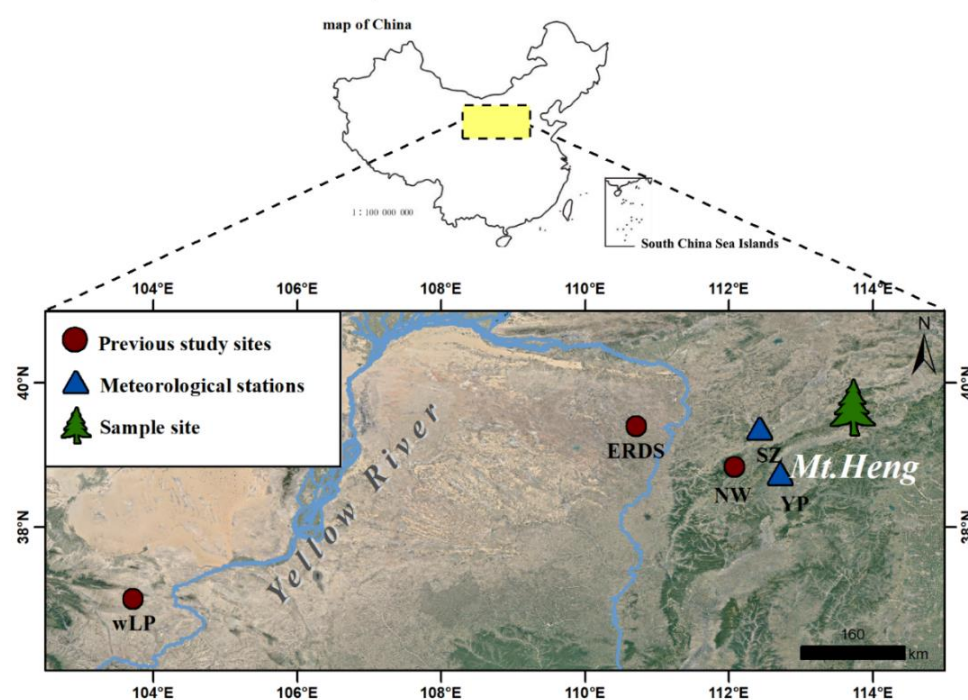 map of China
1∶100 000 000
South China Sea Islands
104°E 106°E 108°E 110°E 112°E 114°E
Previous study sites
Meteorological stations
Sample site
N
40°N 40°N
ERDS
SZ
Mt.Heng
NW
YP
38°N 38°N
Yellow River
wLP
160
km
104°E 106°E 108°E 110°E 112°E 114°E